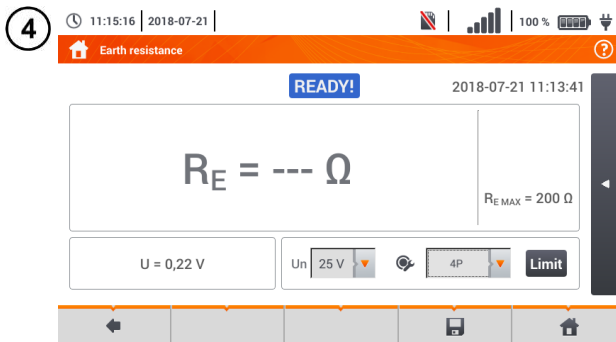 4
11:15:16 2018-07-21 100 %
Earth resistance ?
READY! 2018-07-21 11:13:41
RE = --- Ω
RE MAX = 200 Ω
U = 0,22 V Un 25 V 4P Limit